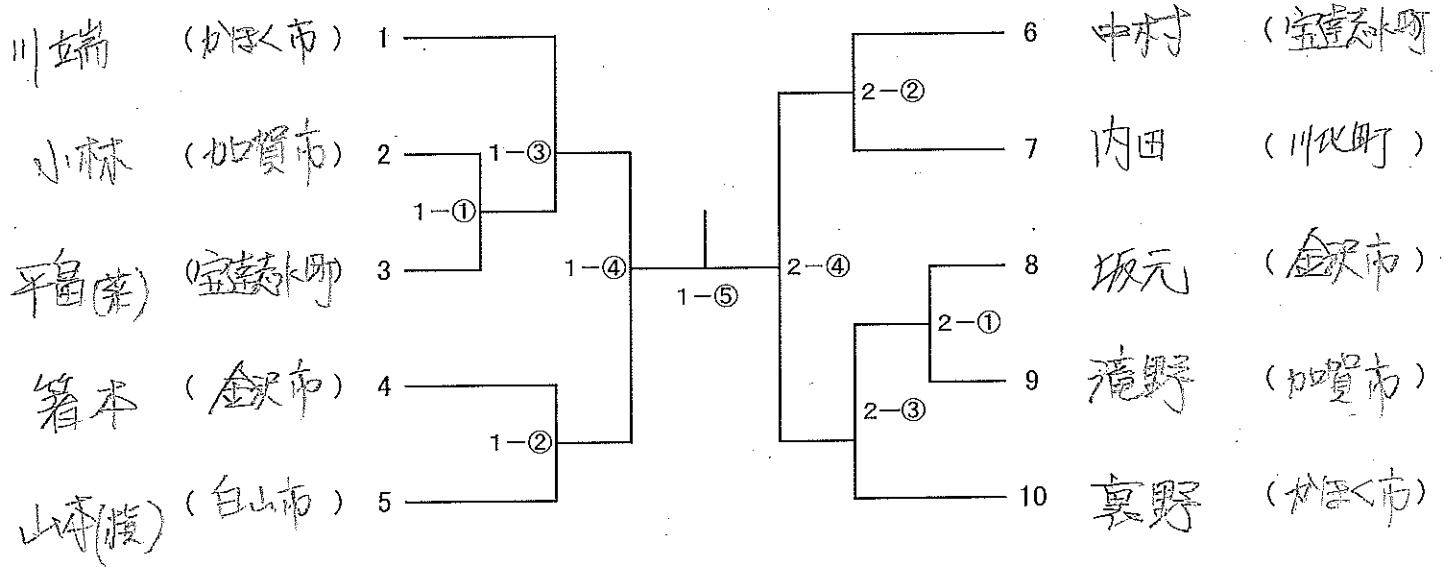 川端 (かほく市) 1
6 中村 (宝達志水町
2-②
小林 (加賀市) 2
1-③
7 内田 (川北町)
1-①
平畠(菜) (宝達志水町) 3
1-④
1-⑤
2-④
8 坂元 (金沢市)
2-①
箸本 (金沢市) 4
9 滝野 (加賀市)
2-③
1-②
山本 (白山市) 5
10 裏野 (かほく市)